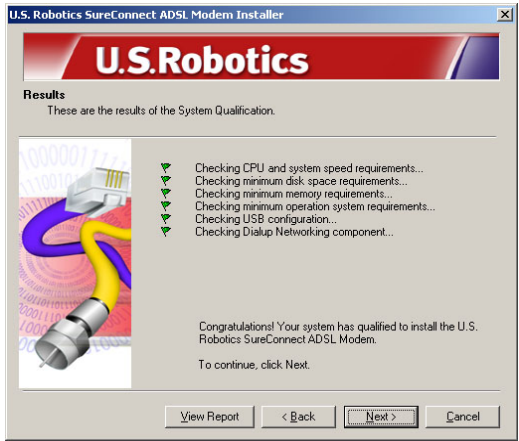 U.S. Robotics SureConnect ADSL Modem Installer
U.S.Robotics
Results
These are the results of the System Qualification.
Checking CPU and system speed requirements...
Checking minimum disk space requirements...
Checking minimum memory requirements...
Checking minimum operation system requirements...
Checking USB configuration...
Checking Dialup Networking component...
Congratulations! Your system has qualified to install the U.S.
Robotics SureConnect ADSL Modem.
To continue, click Next.
View Report
< Back
Next >
Cancel